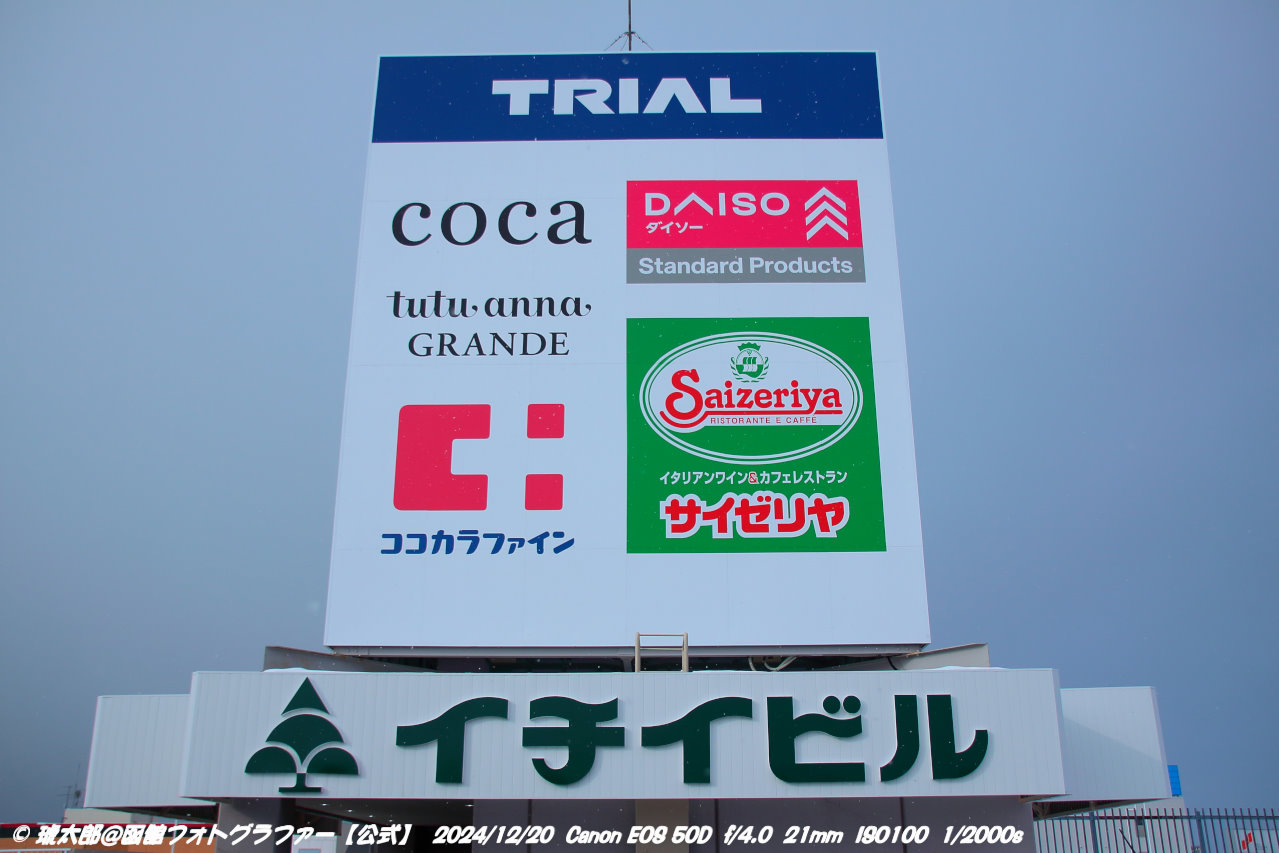 TRIAL
coca
DAISO
ダイソー
Standard Products
tutu anna
GRANDE
Saizeriya
RISTORANTE E CAFFÉ
イタリアンワイン&カフェレストラン
サイゼリヤ
ココカラファイン
イチイビル
© 琥太郎@函館フォトグラファー【公式】 2024/12/20 Canon EOS 50D f/4.0 21mm ISO100 1/2000s